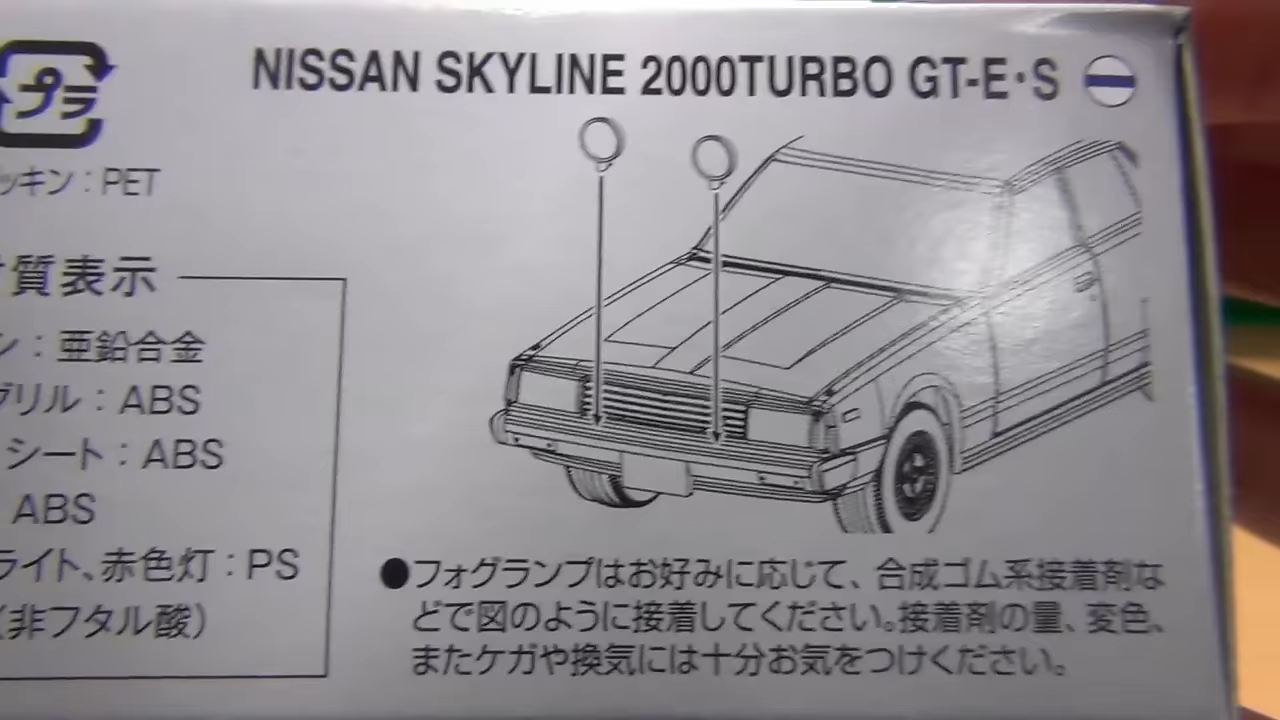 プラ
NISSAN SKYLINE 2000TURBO GT-E・S
ッキン：PET
質表示
ン：亜鉛合金
グリル：ABS
シート：ABS
ABS
ライト、赤色灯：PS
（非フタル酸）
●フォグランプはお好みに応じて、合成ゴム系接着剤な
どで図のように接着してください。接着剤の量、変色、
またケガや換気には十分お気をつけください。